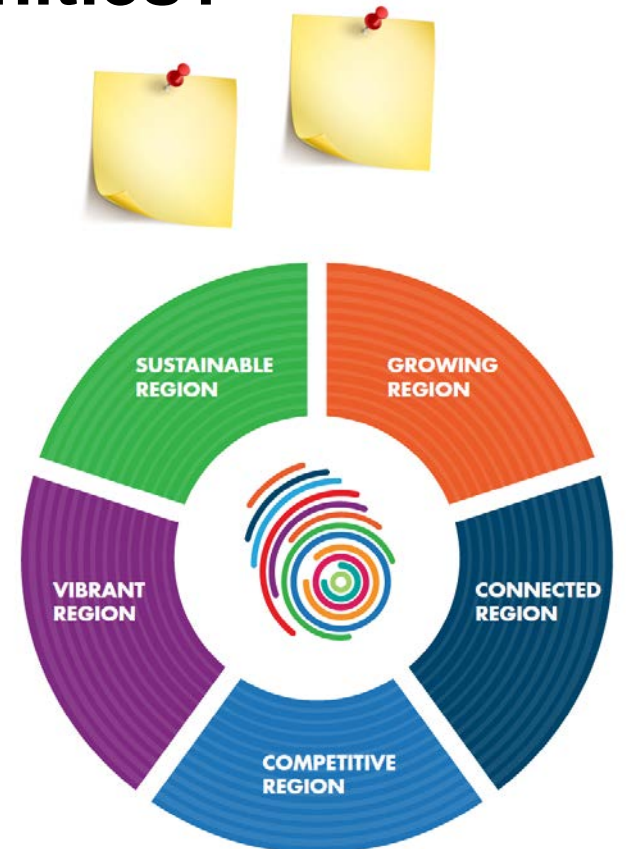 SUSTAINABLE
REGION
GROWING
REGION
VIBRANT
REGION
CONNECTED
REGION
COMPETITIVE
REGION